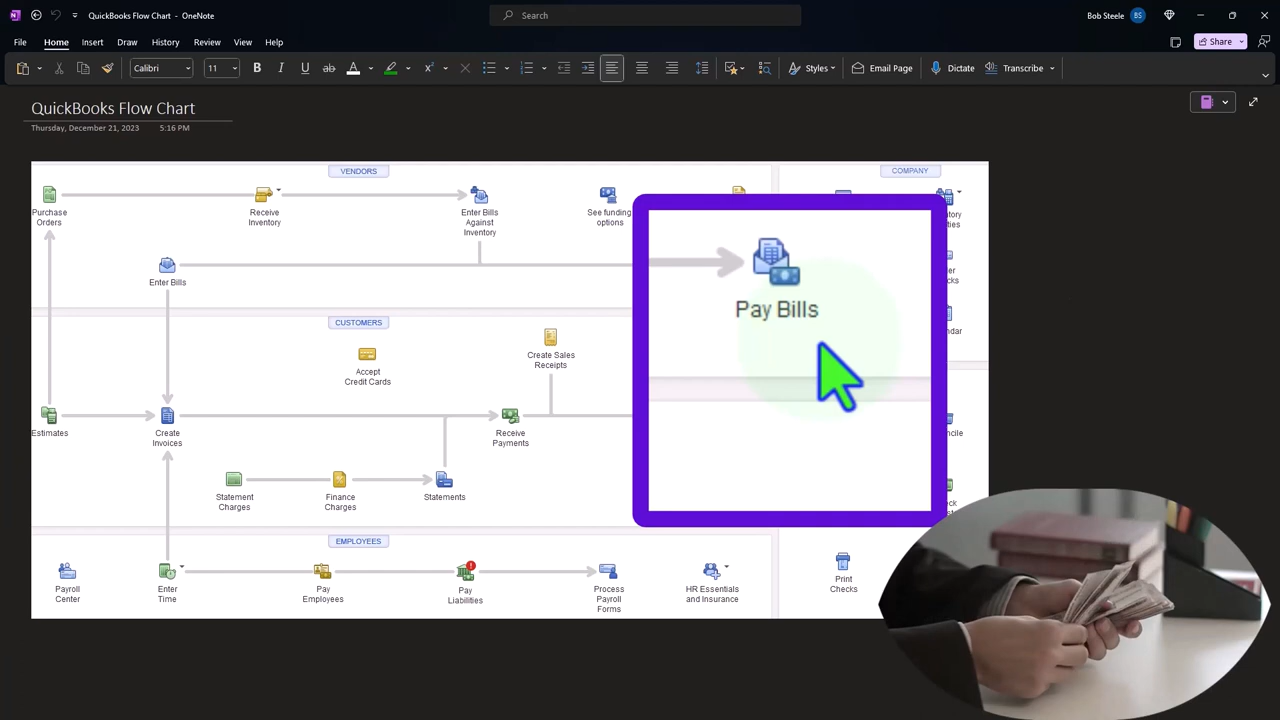 QuickBooks Flow Chart - OneNote
Search
Bob Steele
BS
File
Home
Insert
Draw
History
Review
View
Help
Share
Calibri
11
Styles
Email Page
Dictate
Transcribe
QuickBooks Flow Chart
Thursday, December 21, 2023
5:16 PM
VENDORS
COMPANY
Purchase
Orders
Receive
Inventory
Enter Bills
Against
Inventory
See funding
options
Enter Bills
Pay Bills
CUSTOMERS
Accept
Credit Cards
Create Sales
Receipts
Estimates
Create
Invoices
Receive
Payments
Statement
Charges
Finance
Charges
Statements
EMPLOYEES
Payroll
Center
Enter
Time
Pay
Employees
Pay
Liabilities
Process
Payroll
Forms
HR Essentials
and Insurance
Print
Checks